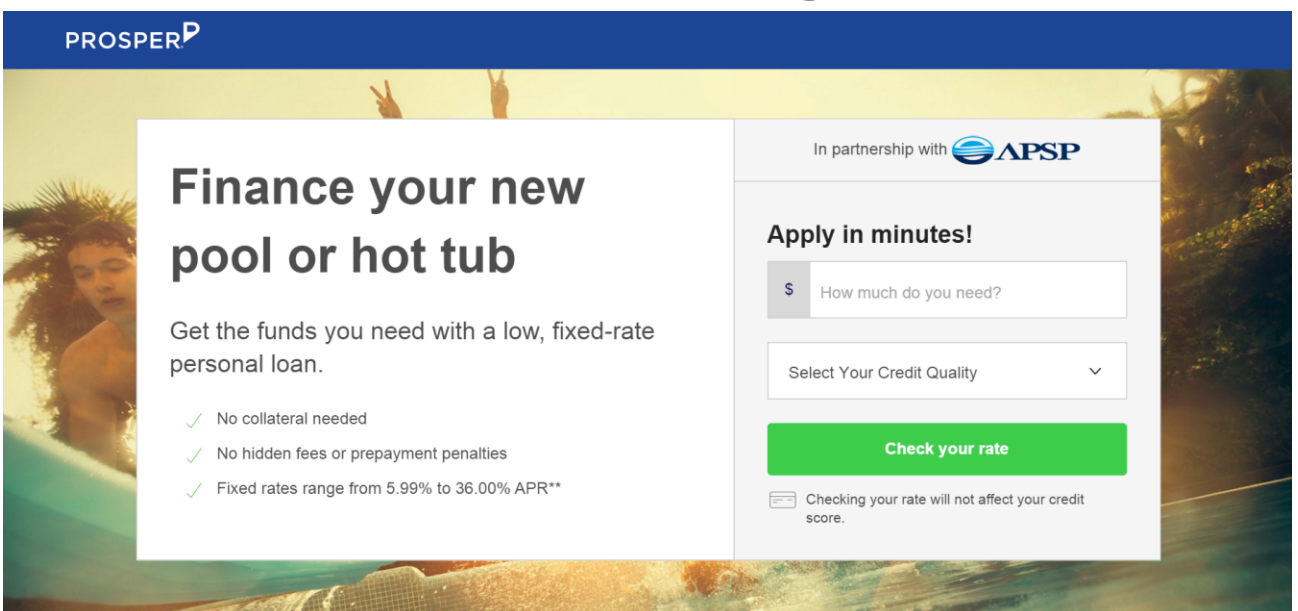 PROSPER
Finance your new
pool or hot tub
Get the funds you need with a low, fixed-rate
personal loan.
No collateral needed
No hidden fees or prepayment penalties
Fixed rates range from 5.99% to 36.00% APR**
In partnership with APSP
Apply in minutes!
$ How much do you need?
Select Your Credit Quality
Check your rate
Checking your rate will not affect your credit
score.